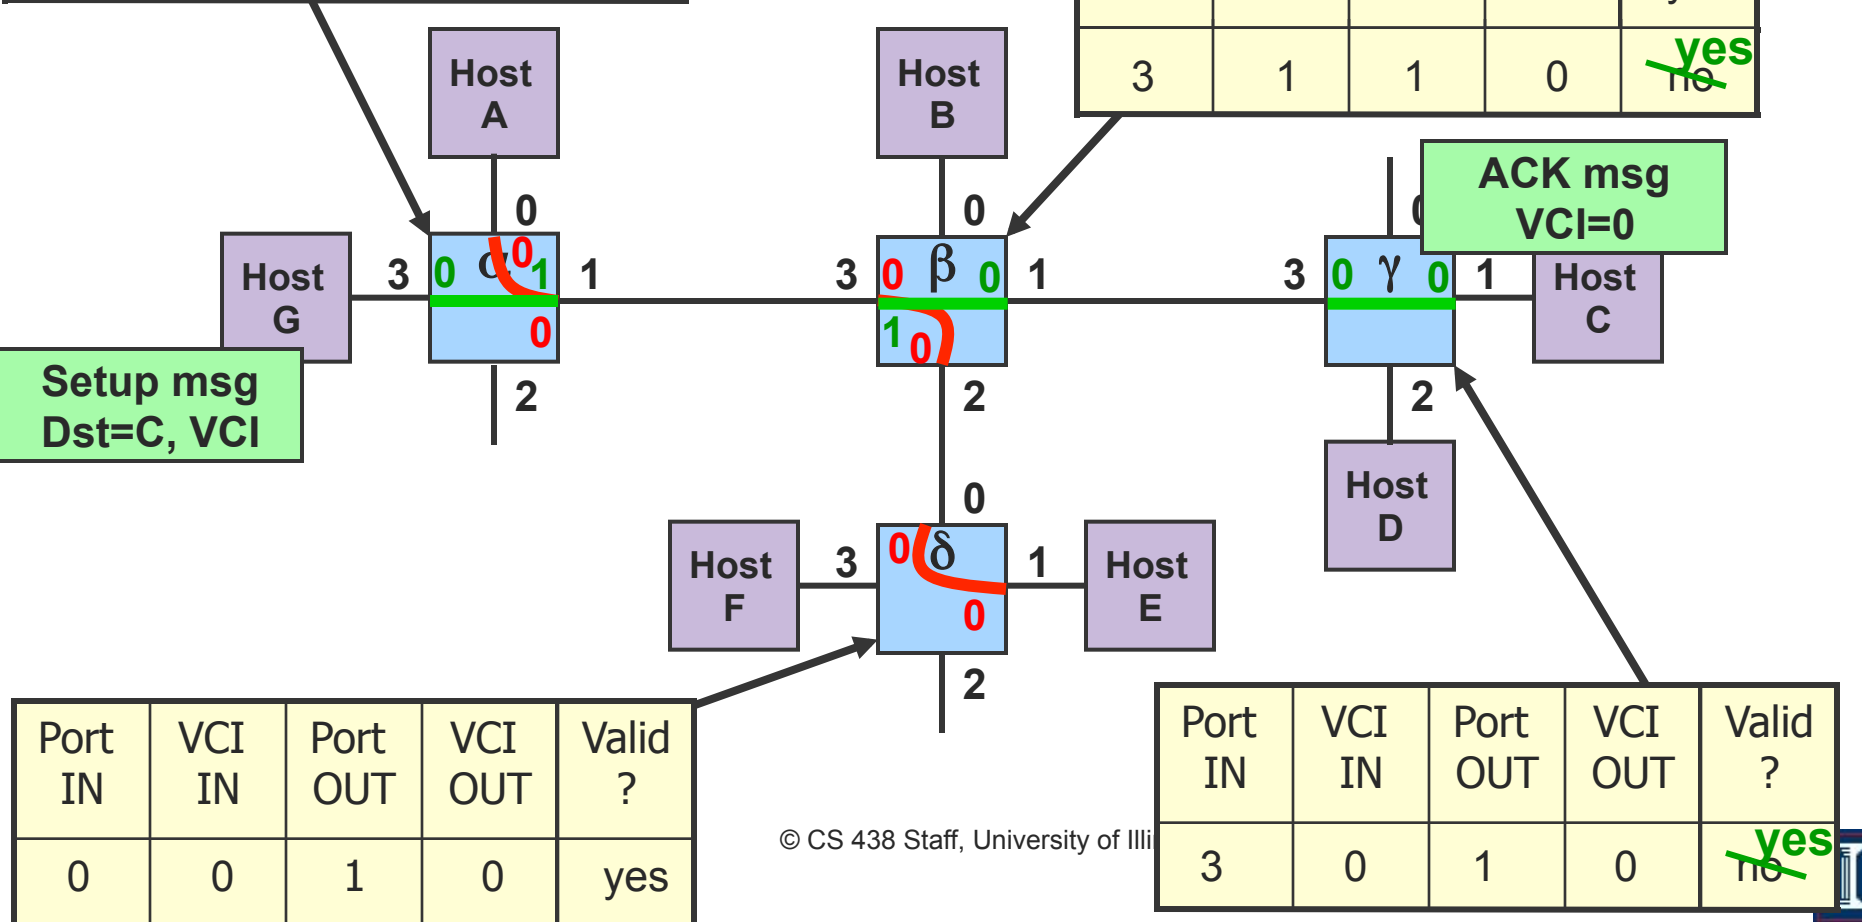 3 1 1 0 no yes
Host
A
Host
B
ACK msg
VCI=0
0
0
Host
G
3
0
α
0
1
1
0
2
3
0
β
0
1
1
0
2
3
0
γ
0
1
Host
C
2
Setup msg
Dst=C, VCI
Host
D
0
Host
F
3
0
δ
0
1
Host
E
2
Port VCI Port VCI Valid
IN IN OUT OUT ?
0 0 1 0 yes
Port VCI Port VCI Valid
IN IN OUT OUT ?
3 0 1 0 no yes
© CS 438 Staff, University of